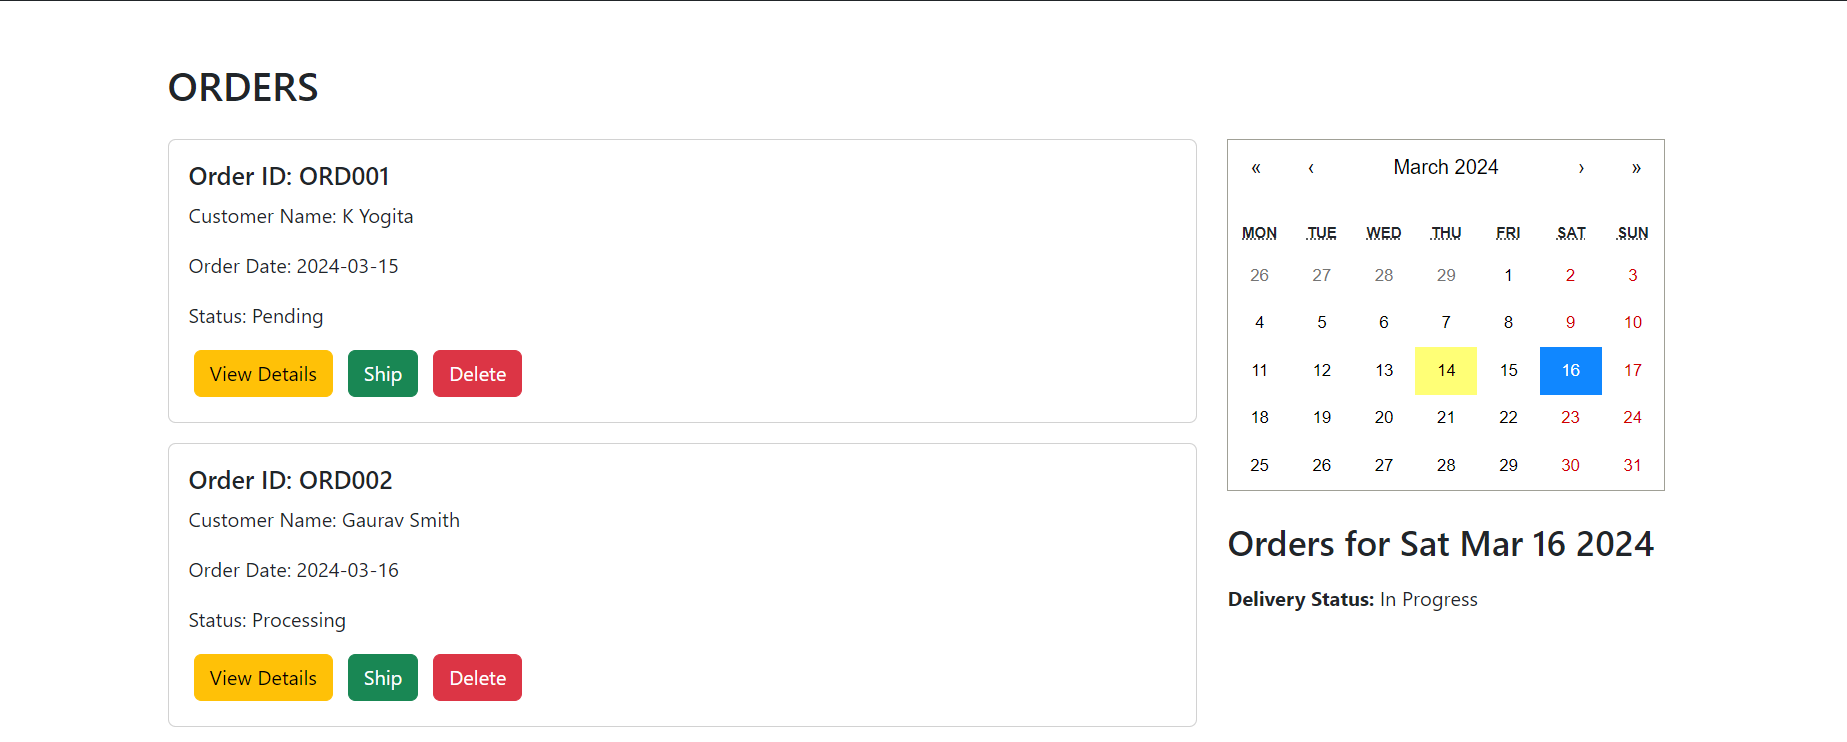 ORDERS
Order ID: ORD001
Customer Name: K Yogita
Order Date: 2024-03-15
Status: Pending
View Details Ship Delete
Order ID: ORD002
Customer Name: Gaurav Smith
Order Date: 2024-03-16
Status: Processing
View Details Ship Delete
« ‹ March 2024 › »
MON TUE WED THU FRI SAT SUN
26 27 28 29 1 2 3
4 5 6 7 8 9 10
11 12 13 14 15 16 17
18 19 20 21 22 23 24
25 26 27 28 29 30 31
Orders for Sat Mar 16 2024
Delivery Status: In Progress